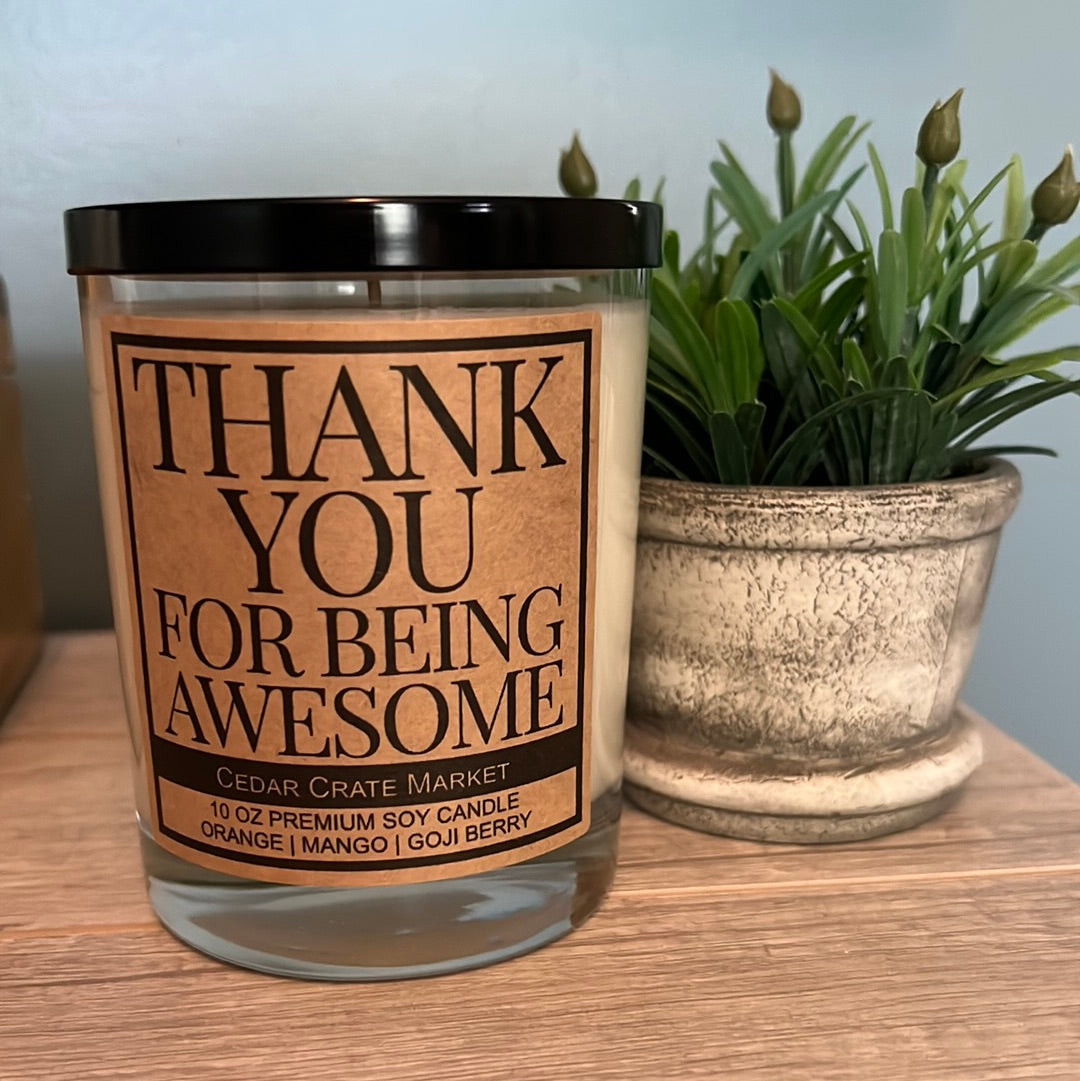 THANK
YOU
FOR BEING
AWESOME
CEDAR CRATE MARKET
10 OZ PREMIUM SOY CANDLE
ORANGE | MANGO | GOJI BERRY